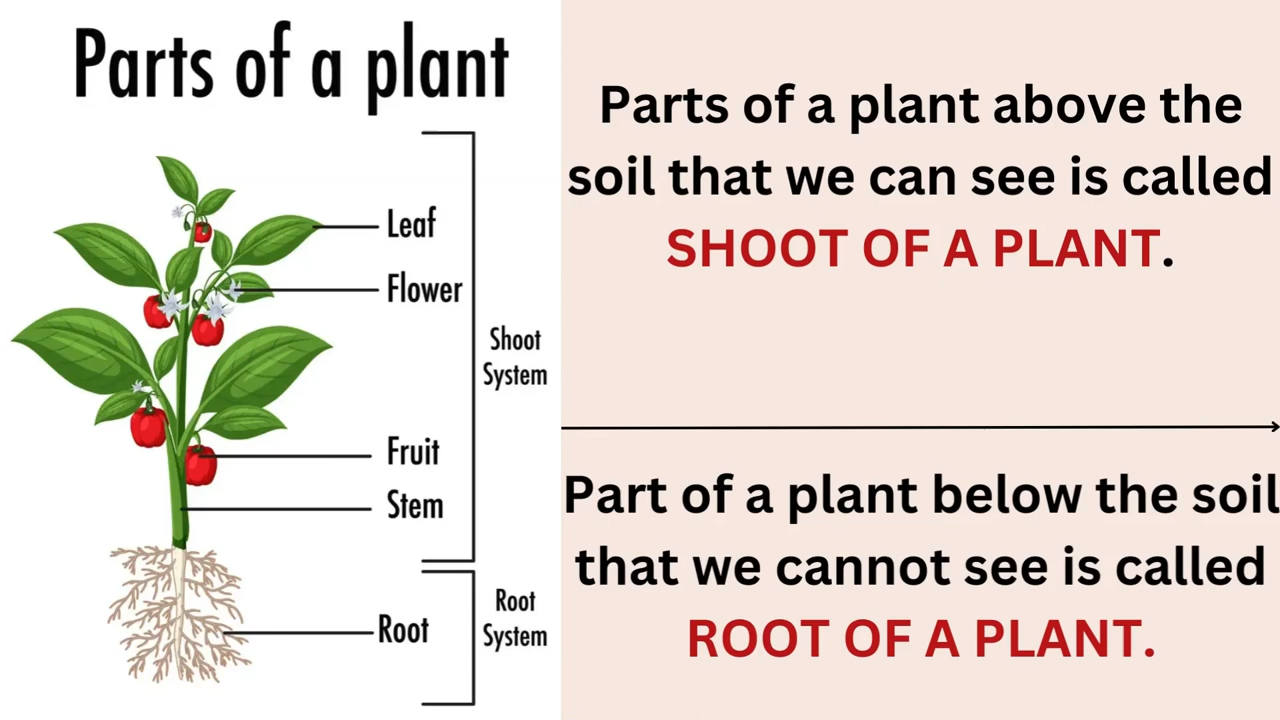 Parts of a plant
Leaf
Flower
Shoot
System
Fruit
Stem
Root
Root
System
Parts of a plant above the
soil that we can see is called
SHOOT OF A PLANT.
Part of a plant below the soil
that we cannot see is called
ROOT OF A PLANT.